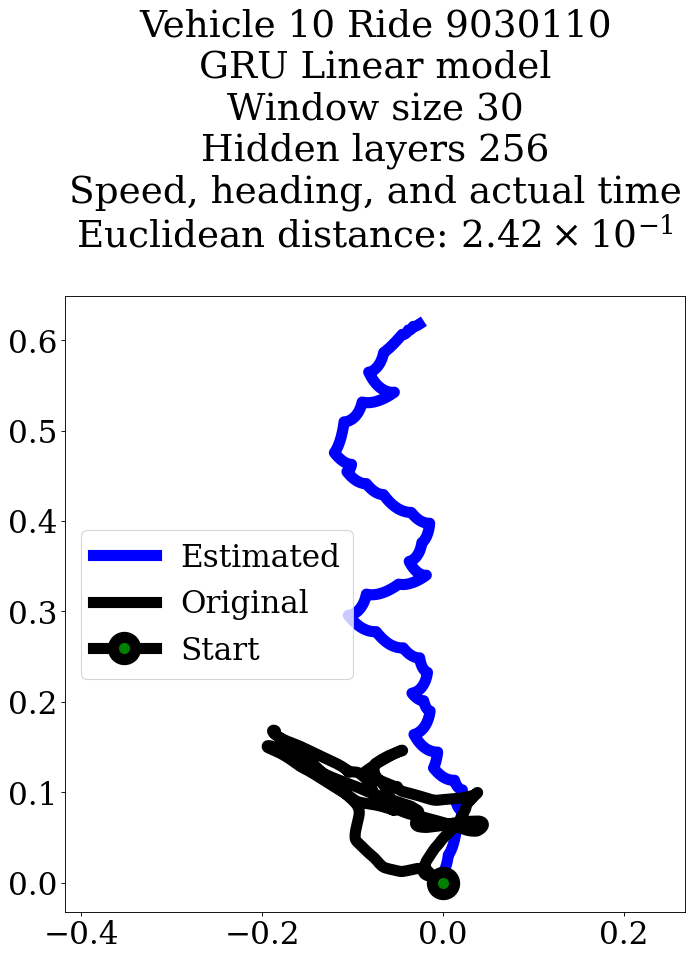 Vehicle 10 Ride 9030110
GRU Linear model
Window size 30
Hidden layers 256
Speed, heading, and actual time
Euclidean distance: 2.42 × 10⁻¹
0.6
0.5
0.4
0.3
0.2
0.1
0.0
Estimated
Original
Start
−0.4
−0.2
0.0
0.2